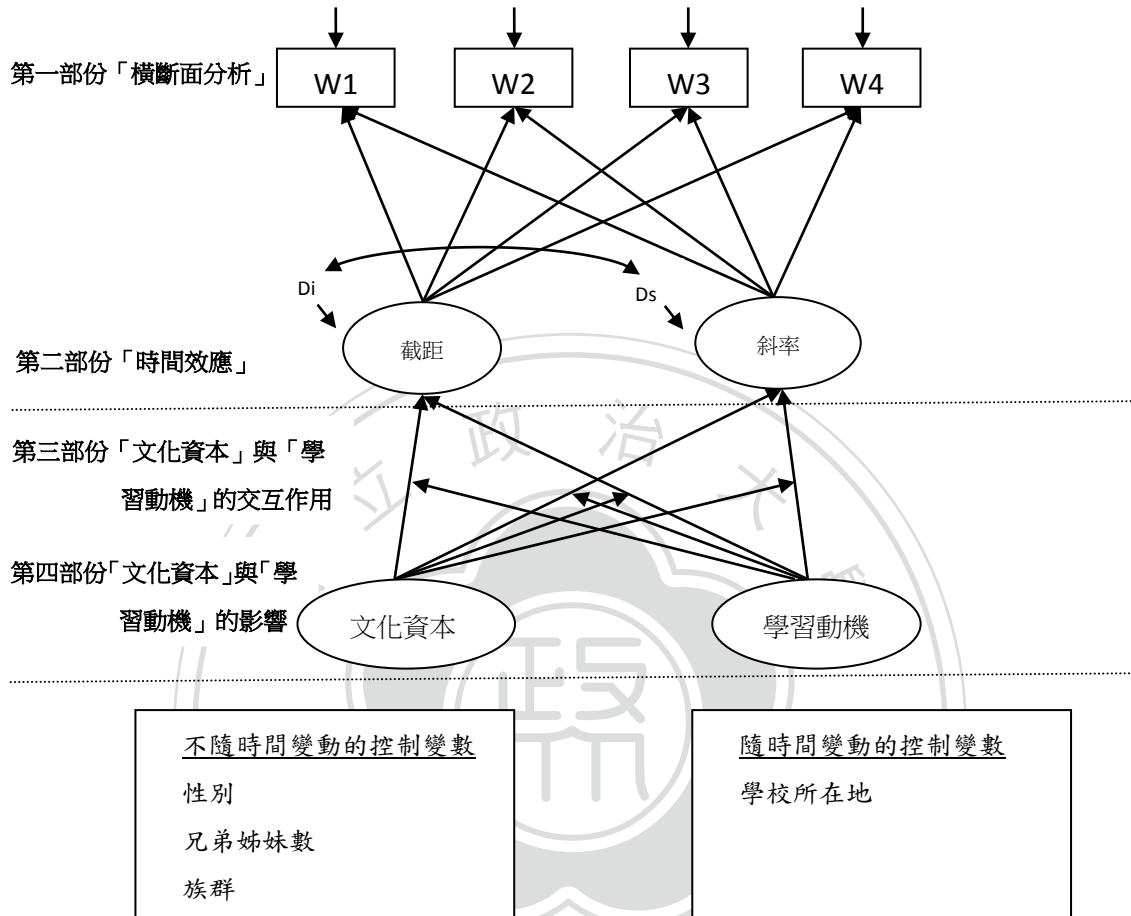 第一部份「橫斷面分析」
W1
W2
W3
W4
Di
Ds
截距
斜率
第二部份「時間效應」
第三部份「文化資本」與「學
習動機」的交互作用
第四部份「文化資本」與「學
習動機」的影響
文化資本
學習動機
立政治大
政
不隨時間變動的控制變數
性別
兄弟姊妹數
族群
隨時間變動的控制變數
學校所在地